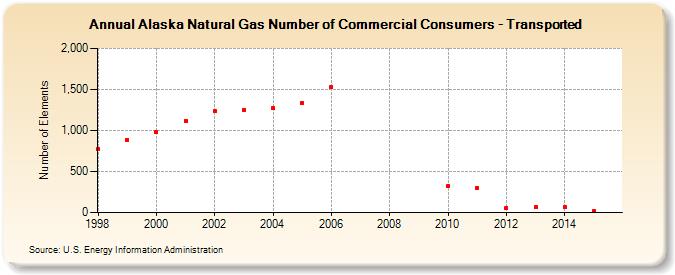 Annual Alaska Natural Gas Number of Commercial Consumers - Transported
Number of Elements
2,000
1,500
1,000
500
0
1998 2000 2002 2004 2006 2008 2010 2012 2014
Source: U.S. Energy Information Administration